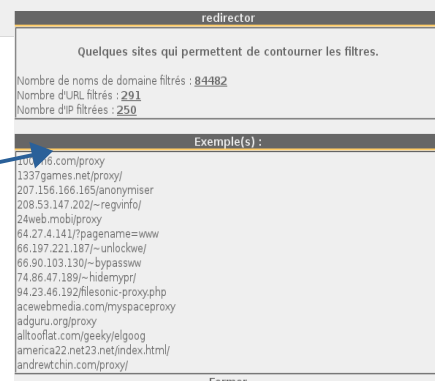 redirector
Quelques sites qui permettent de contourner les filtres.
Nombre de noms de domaine filtrés : 84482
Nombre d'URL filtrés : 291
Nombre d'IP filtrées : 250
Exemple(s) :
1337games.net/proxy/
207.156.166.165/anonymiser
208.53.147.202/~regvinfo/
24web.mobi/proxy
64.27.4.141/?pagename=www
66.197.221.187/~unlockwe/
66.90.103.130/~bypassww
74.86.47.189/~hidemypr/
94.23.46.192/filesonic-proxy.php
acewebmedia.com/myspaceproxy
adguru.org/proxy
alltooflat.com/geeky/elgoog
america22.net23.net/index.html/
andrewtchin.com/proxy/